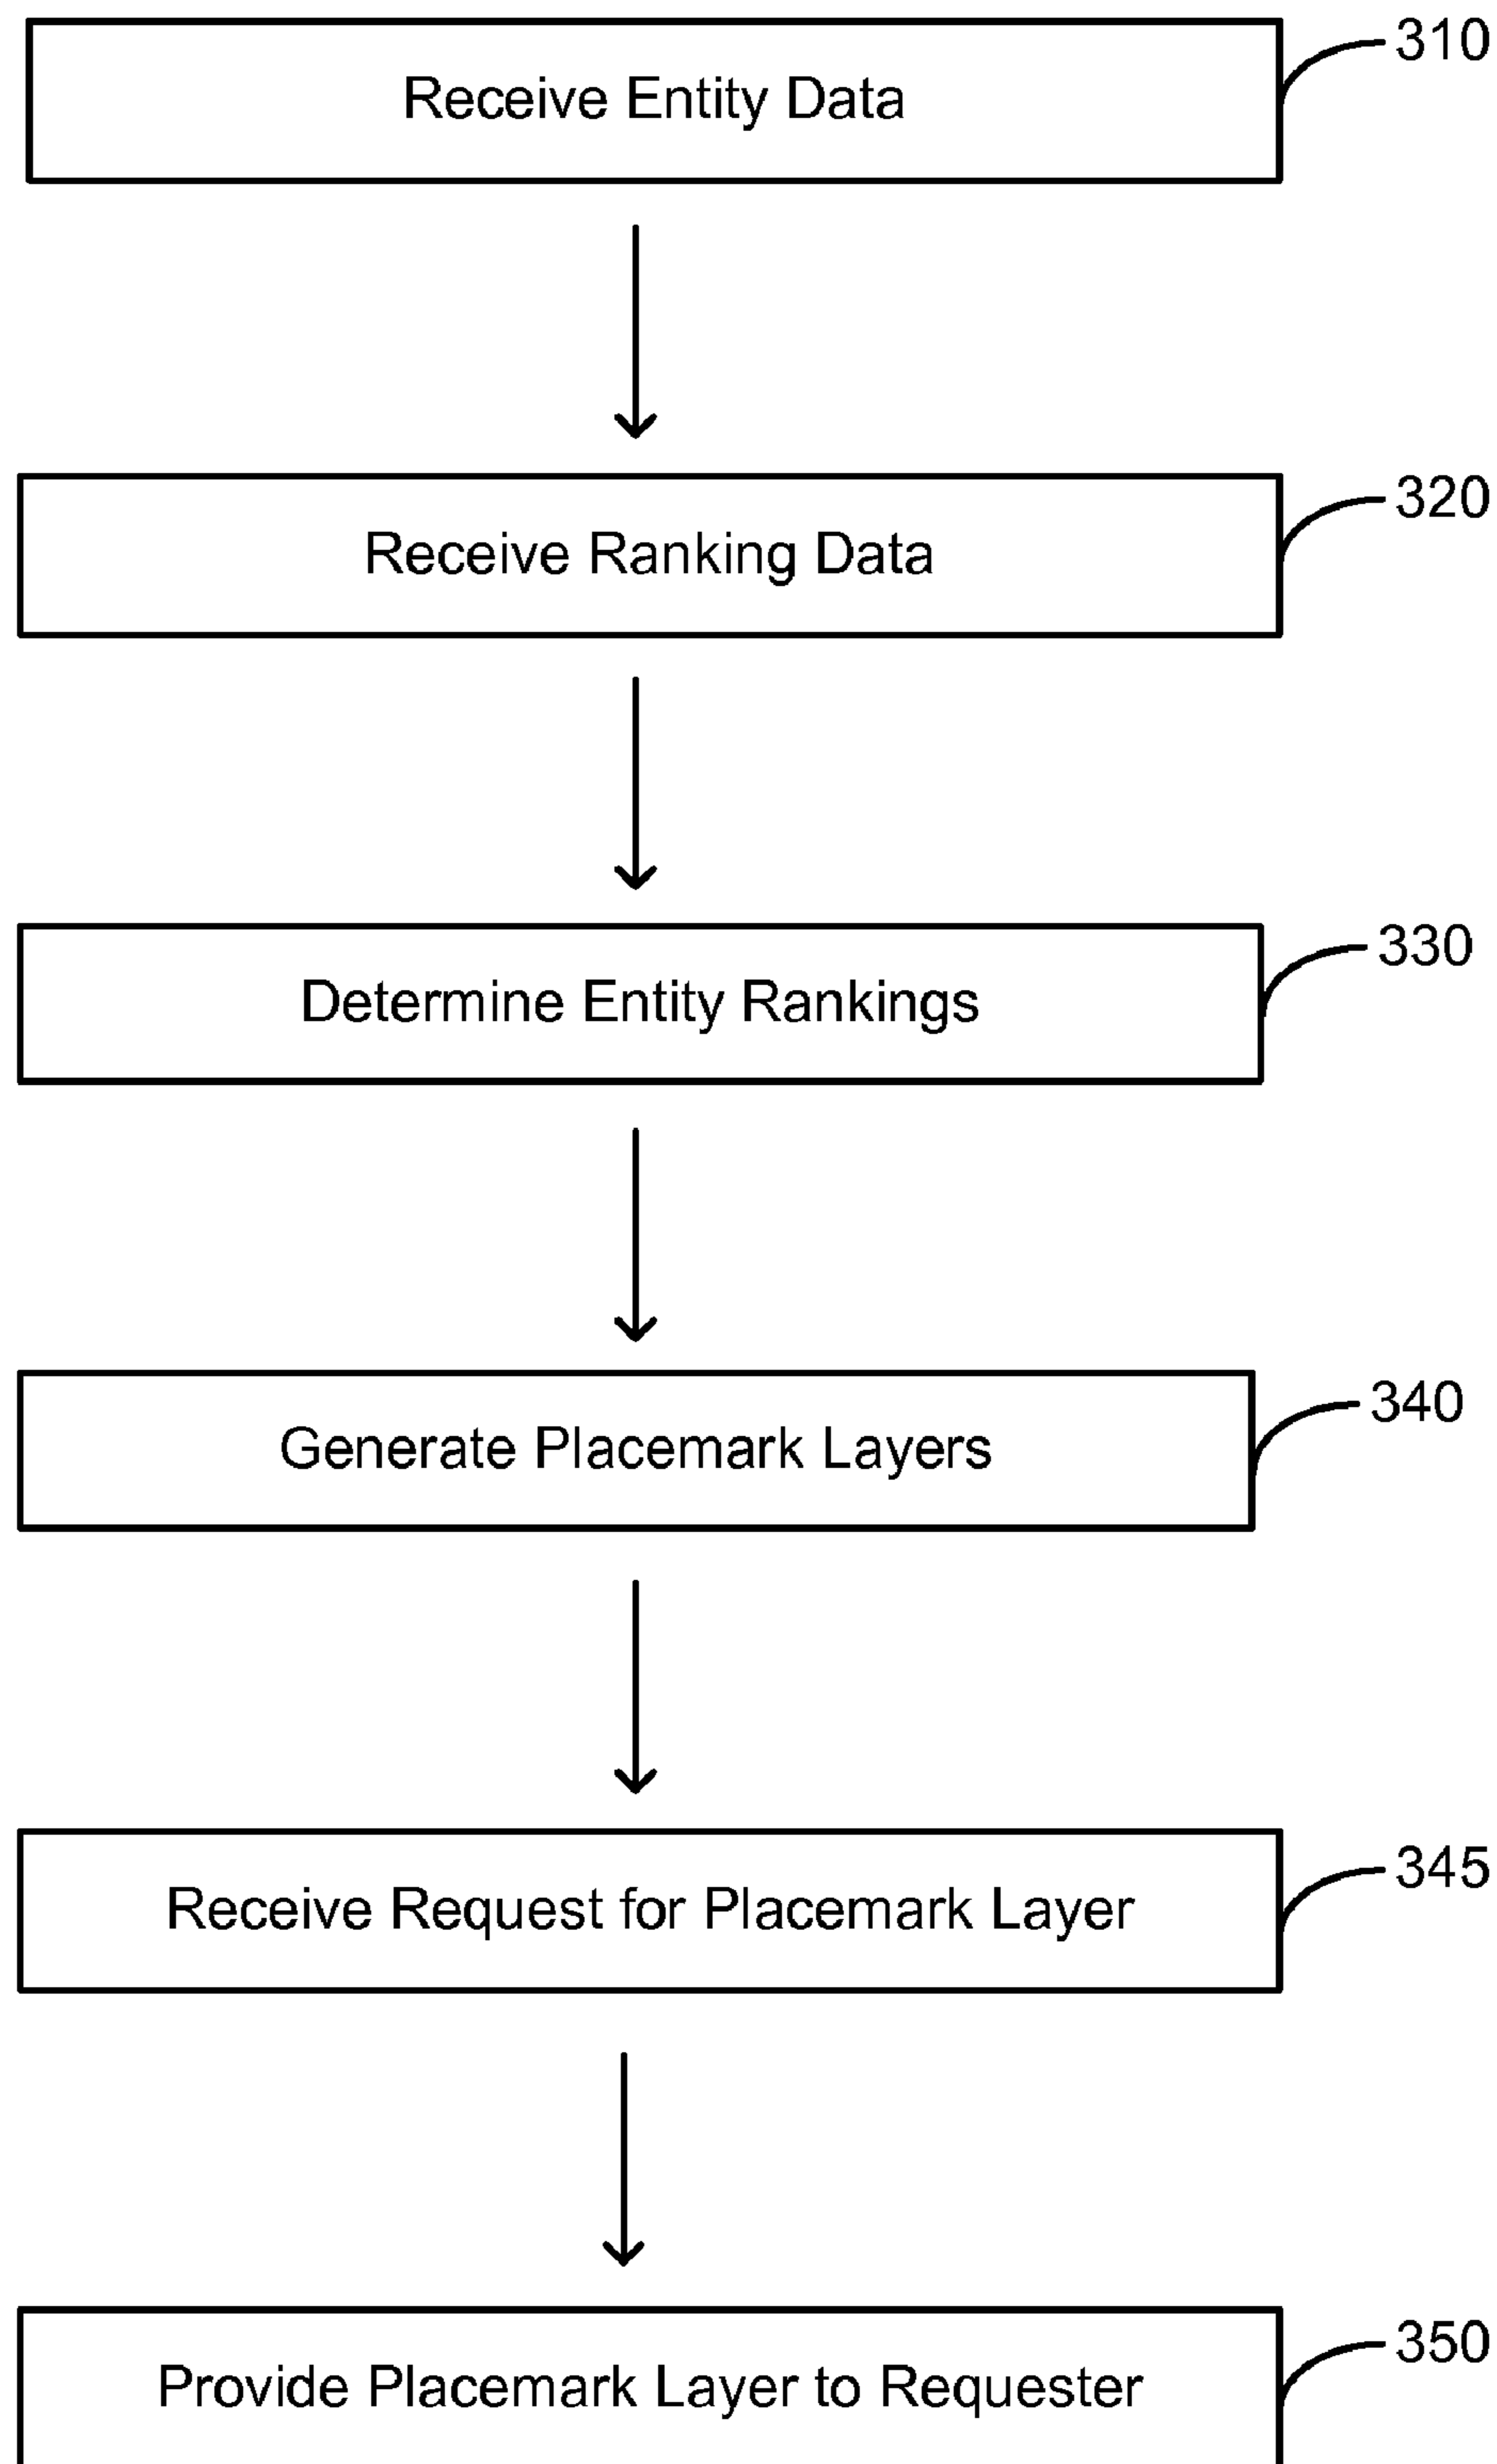 310
Receive Entity Data
320
Receive Ranking Data
330
Determine Entity Rankings
340
Generate Placemark Layers
345
Receive Request for Placemark Layer
350
Provide Placemark Layer to Requester